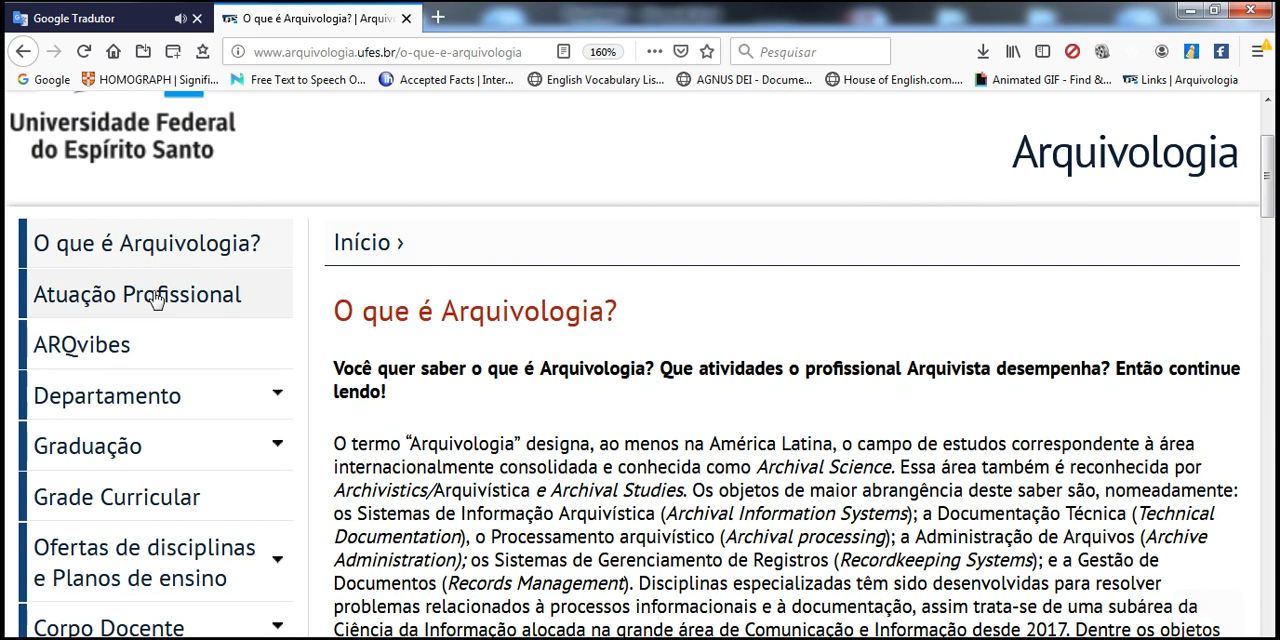 Google Tradutor
O que é Arquivologia? | Arquiv
www.arquivologia.ufes.br/o-que-e-arquivologia
160%
Pesquisar
Google
HOMOGRAPH | Signifi...
Free Text to Speech O...
Accepted Facts | Inter...
English Vocabulary Lis...
AGNUS DEI - Docume...
House of English.com....
Animated GIF - Find &...
Links | Arquivologia
Universidade Federal
do Espírito Santo
Arquivologia
O que é Arquivologia?
Atuação Profissional
ARQvibes
Departamento
Graduação
Grade Curricular
Ofertas de disciplinas
e Planos de ensino
Corpo Docente
Início ›
O que é Arquivologia?
Você quer saber o que é Arquivologia? Que atividades o profissional Arquivista desempenha? Então continue
lendo!
O termo “Arquivologia” designa, ao menos na América Latina, o campo de estudos correspondente à área
internacionalmente consolidada e conhecida como Archival Science. Essa área também é reconhecida por
Archivistics/Arquivística e Archival Studies. Os objetos de maior abrangência deste saber são, nomeadamente:
os Sistemas de Informação Arquivística (Archival Information Systems); a Documentação Técnica (Technical
Documentation), o Processamento arquivístico (Archival processing); a Administração de Arquivos (Archive
Administration); os Sistemas de Gerenciamento de Registros (Recordkeeping Systems); e a Gestão de
Documentos (Records Management). Disciplinas especializadas têm sido desenvolvidas para resolver
problemas relacionados à processos informacionais e à documentação, assim trata-se de uma subárea da
Ciência da Informação alocada na grande área de Comunicação e Informação desde 2017. Dentre os objetos